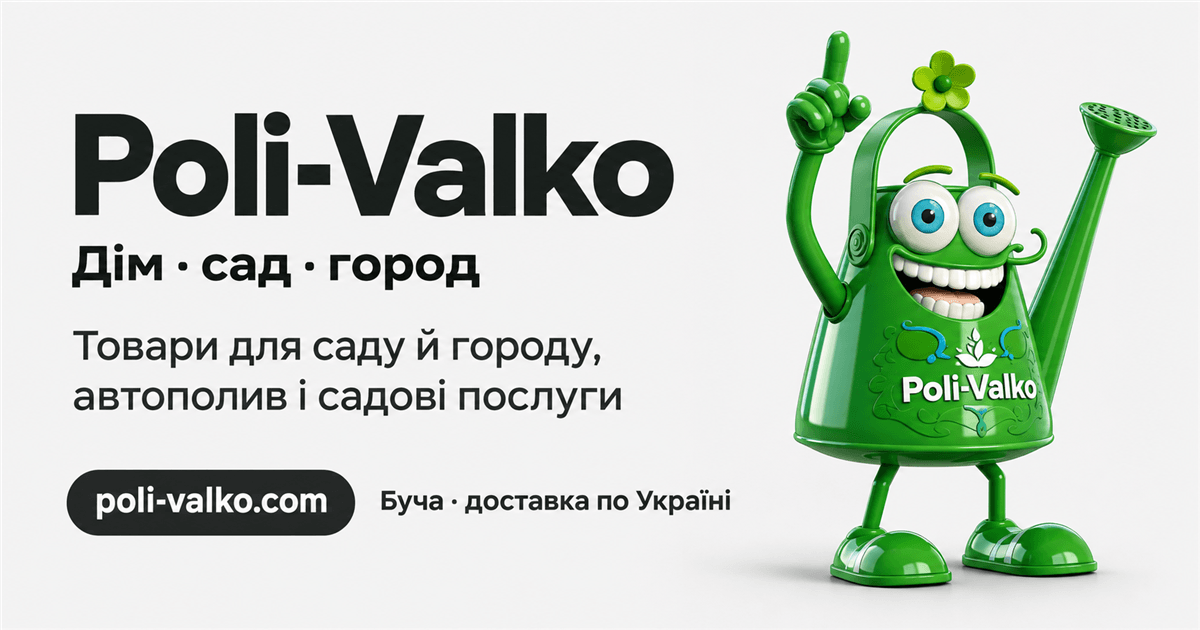 Poli-Valko
Дім · сад · город
Товари для саду й городу,
автополив і садові послуги
poli-valko.com
Буча · доставка по Україні
Poli-Valko